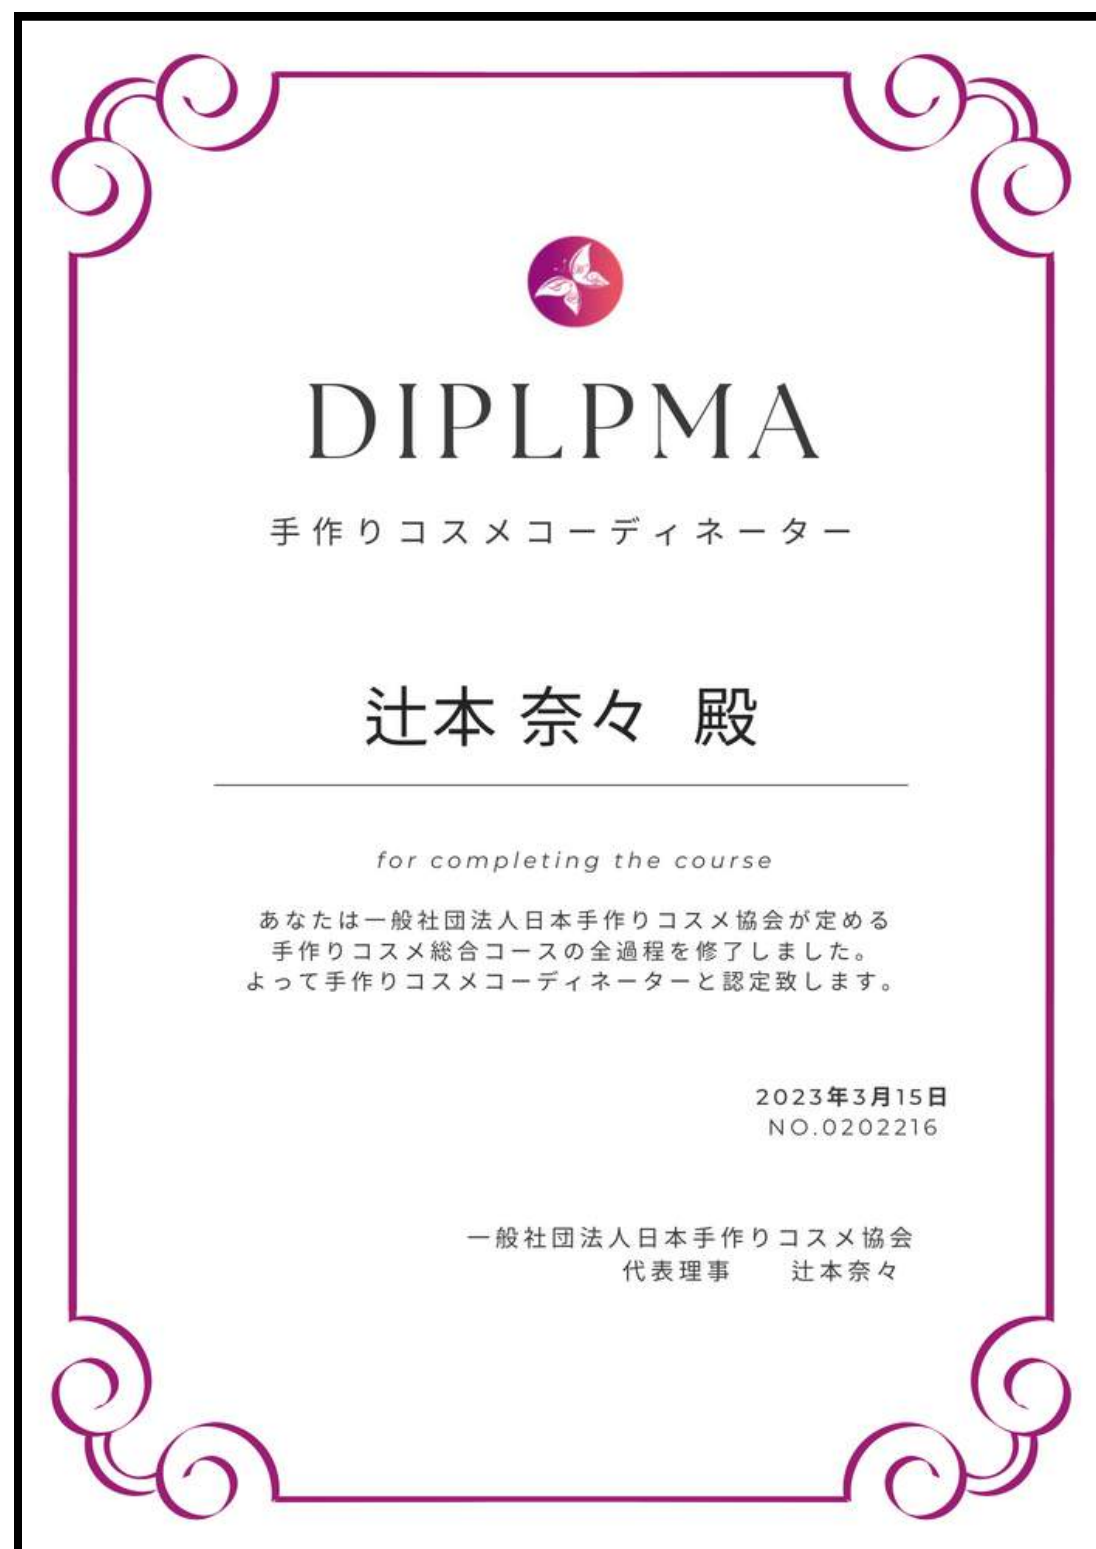 DIPLPMA
手作りコスメコーディネーター
辻本 奈々 殿
for completing the course
あなたは一般社団法人日本手作りコスメ協会が定める
手作りコスメ総合コースの全過程を修了しました。
よって手作りコスメコーディネーターと認定致します。
2023年3月15日
NO.0202216
一般社団法人日本手作りコスメ協会
代表理事 辻本奈々